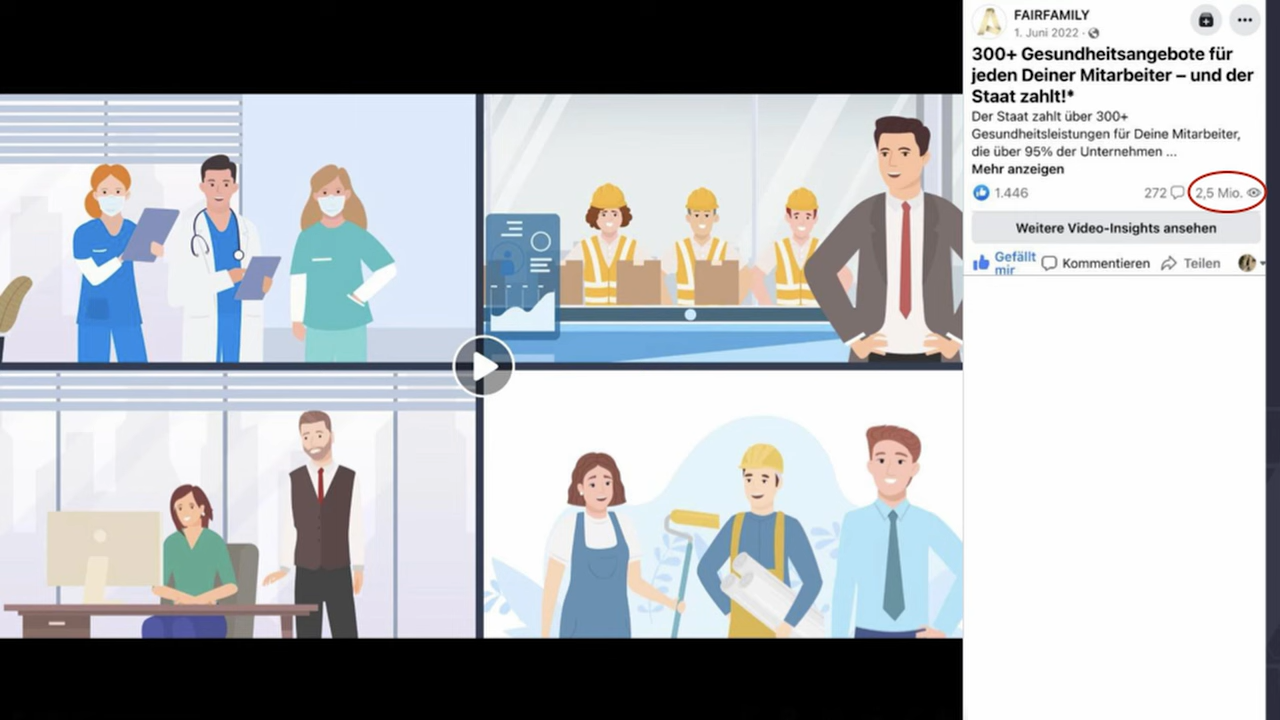 FAIRFAMILY
1. Juni 2022 ·
300+ Gesundheitsangebote für
jeden Deiner Mitarbeiter – und der
Staat zahlt!*
Der Staat zahlt über 300+
Gesundheitsleistungen für Deine Mitarbeiter,
die über 95% der Unternehmen ...
Mehr anzeigen
1.446 272 2,5 Mio.
Weitere Video-Insights ansehen
Gefällt mir Kommentieren Teilen